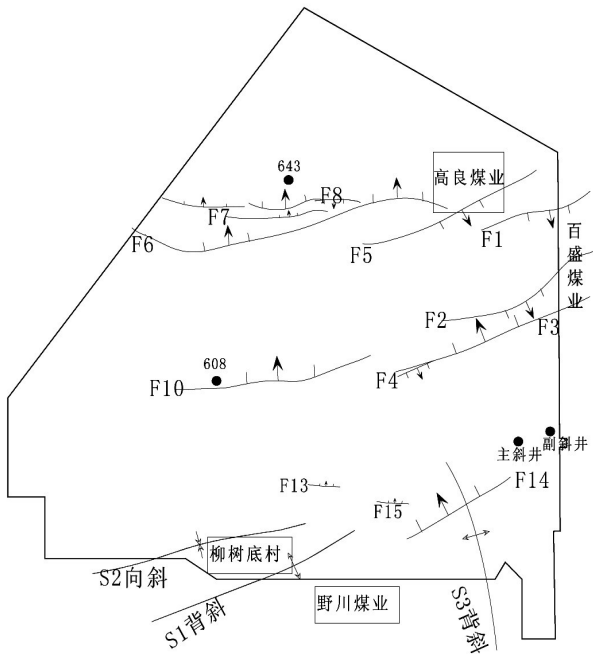 643
高良煤业
F8
F7
F6
F5
F1
百盛煤业
F2
F3
608
F10
F4
副斜井
主斜井
F14
F13
F15
柳树底村
S2向斜
野川煤业
S1背斜
S3背斜